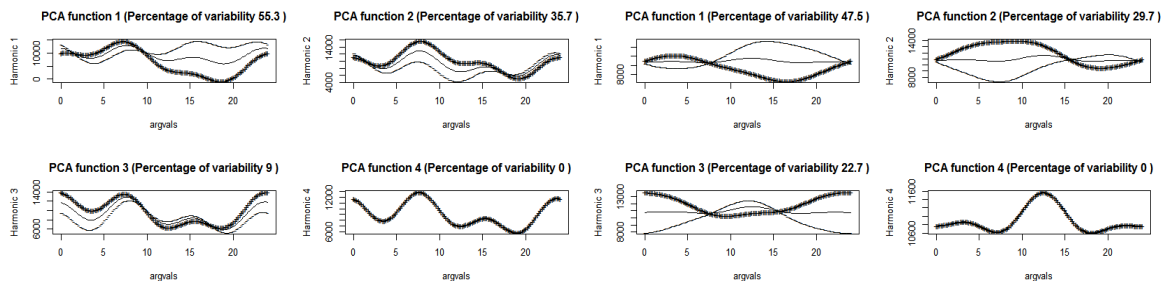 PCA function 1 (Percentage of variability 55.3 )
Harmonic 1
0 10000
0 5 10 15 20
argvals
PCA function 2 (Percentage of variability 35.7 )
Harmonic 2
4000 14000
0 5 10 15 20
argvals
PCA function 1 (Percentage of variability 47.5 )
Harmonic 1
8000
0 5 10 15 20
argvals
PCA function 2 (Percentage of variability 29.7 )
Harmonic 2
8000 14000
0 5 10 15 20
argvals
PCA function 3 (Percentage of variability 9 )
Harmonic 3
6000 14000
0 5 10 15 20
argvals
PCA function 4 (Percentage of variability 0 )
Harmonic 4
6000 12000
0 5 10 15 20
argvals
PCA function 3 (Percentage of variability 22.7 )
Harmonic 3
8000 13000
0 5 10 15 20
argvals
PCA function 4 (Percentage of variability 0 )
Harmonic 4
10600 11600
0 5 10 15 20
argvals